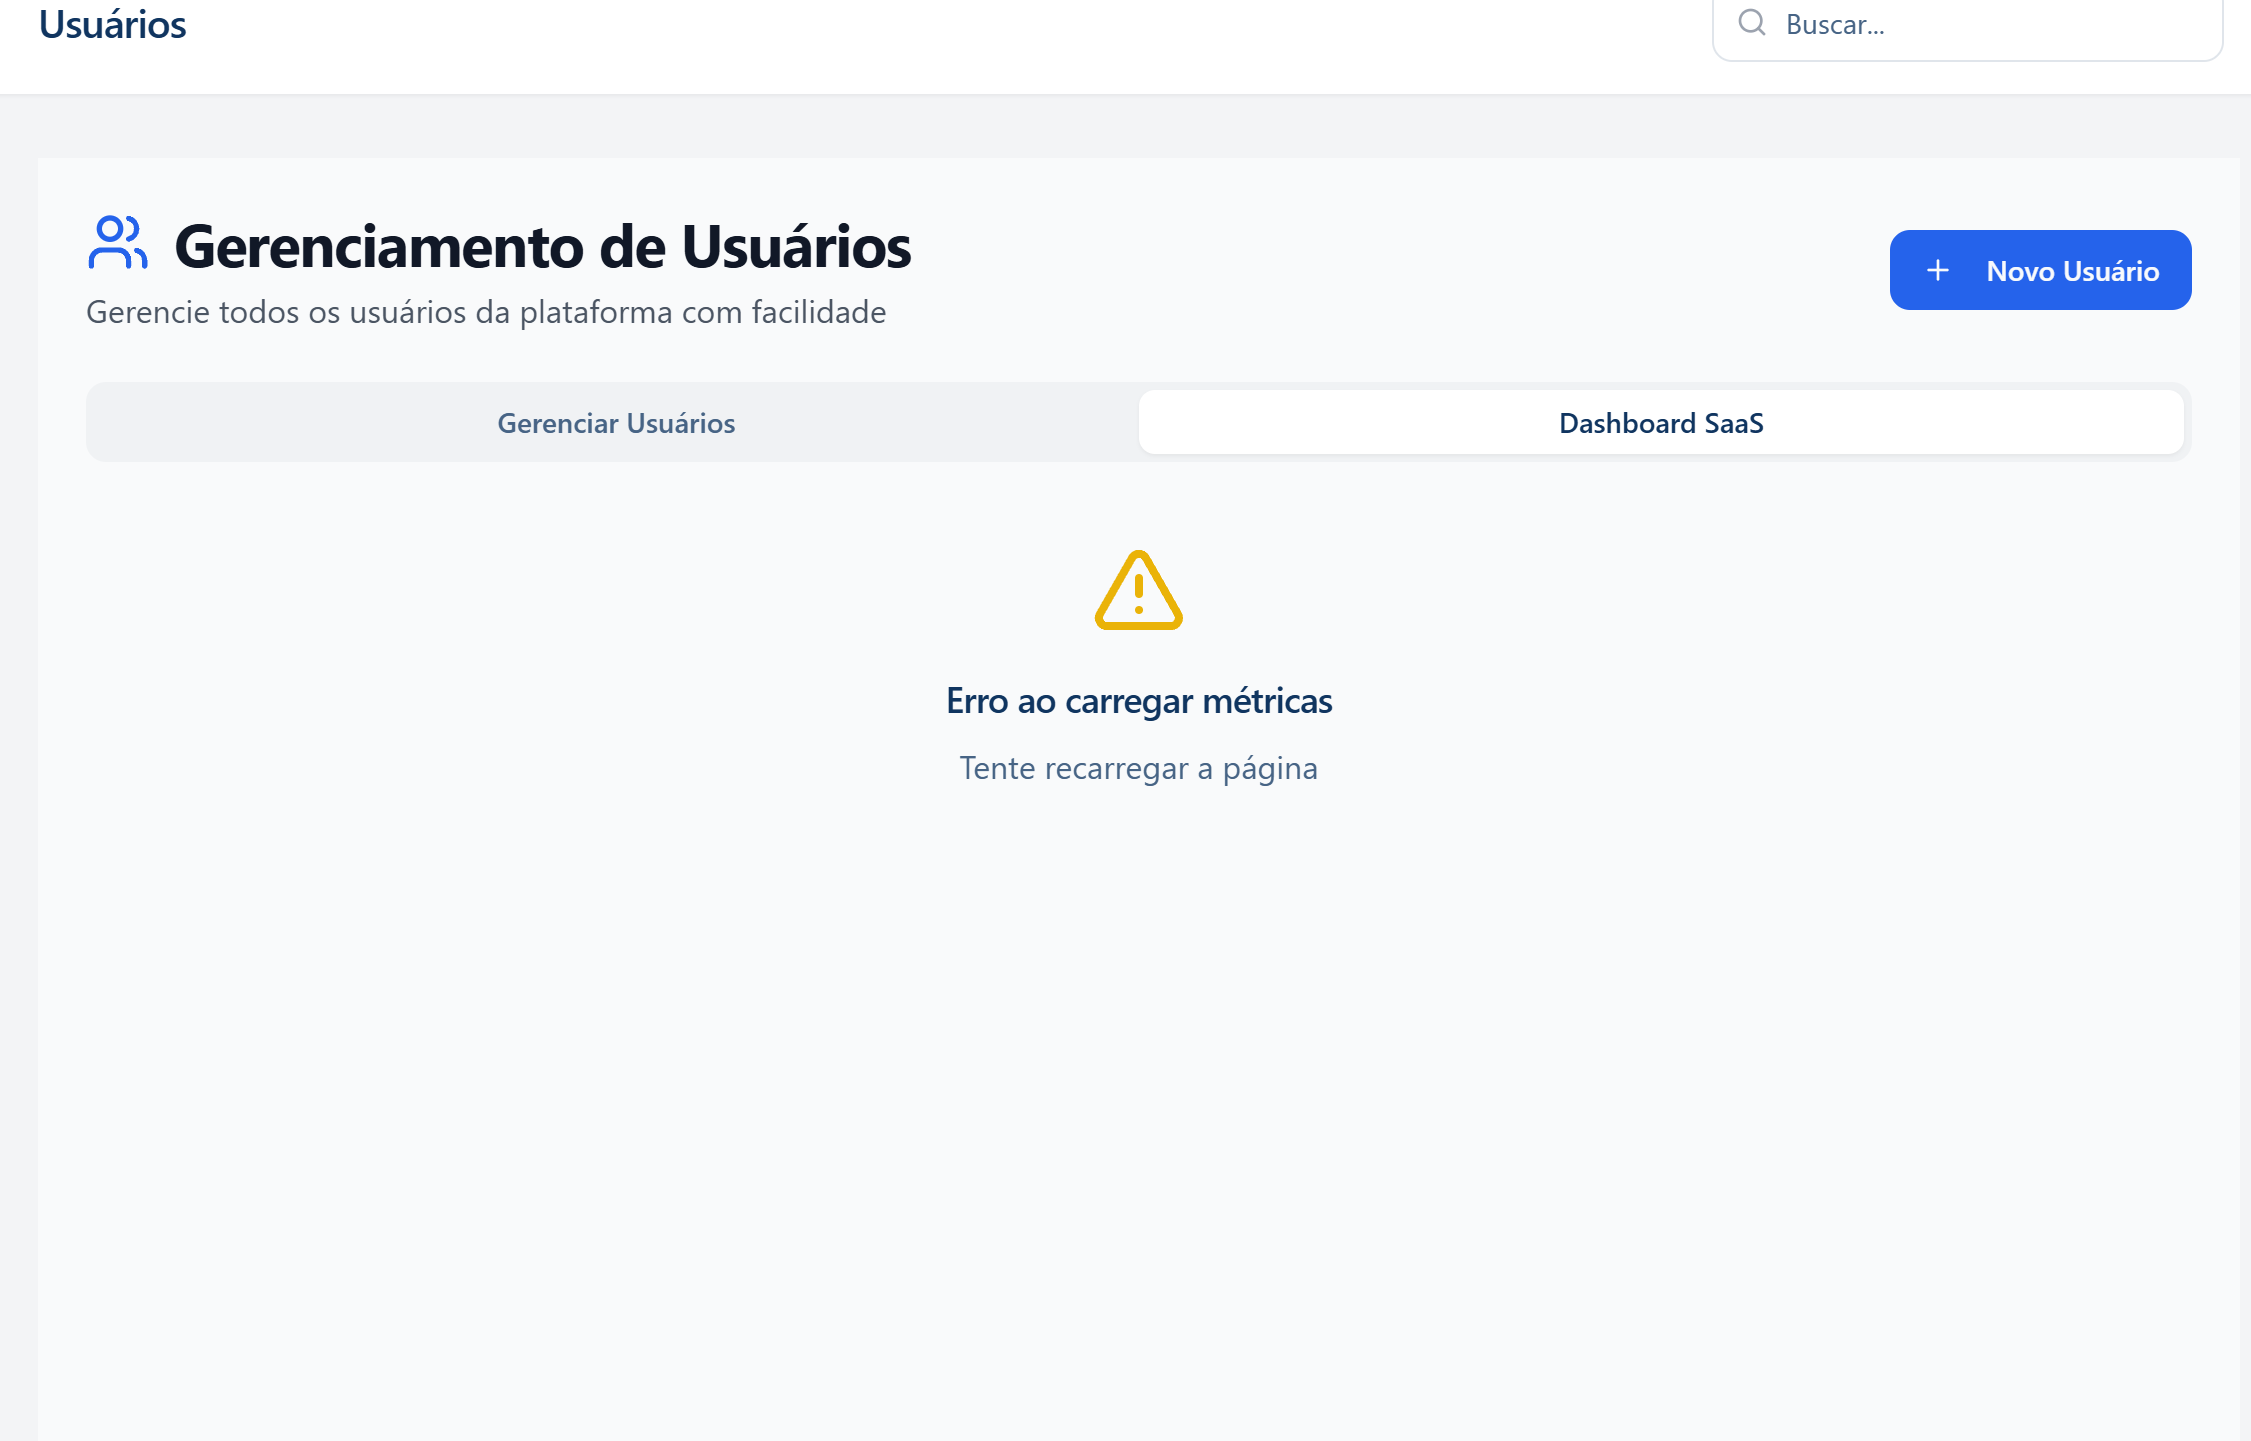 Usuários
Buscar...
Gerenciamento de Usuários
Gerencie todos os usuários da plataforma com facilidade
Novo Usuário
Gerenciar Usuários
Dashboard SaaS
Erro ao carregar métricas
Tente recarregar a página